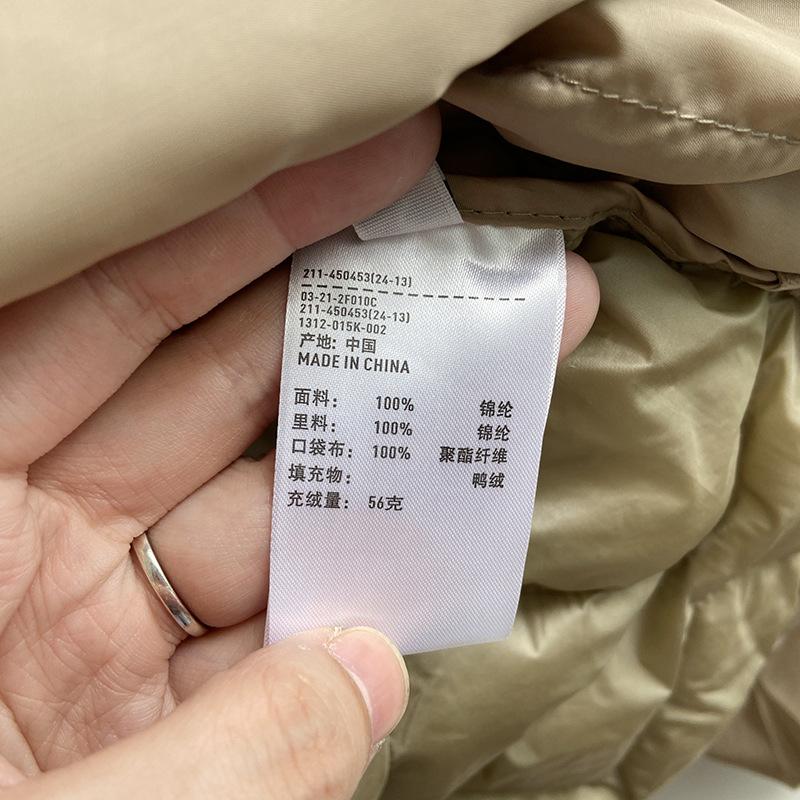 211-450453(24-13)
03-21-2F010C
211-450453(24-13)
1312-015K-002
产地: 中国
MADE IN CHINA
面料: 100% 锦纶
里料: 100% 锦纶
口袋布: 100% 聚酯纤维
填充物: 鸭绒
充绒量: 56克